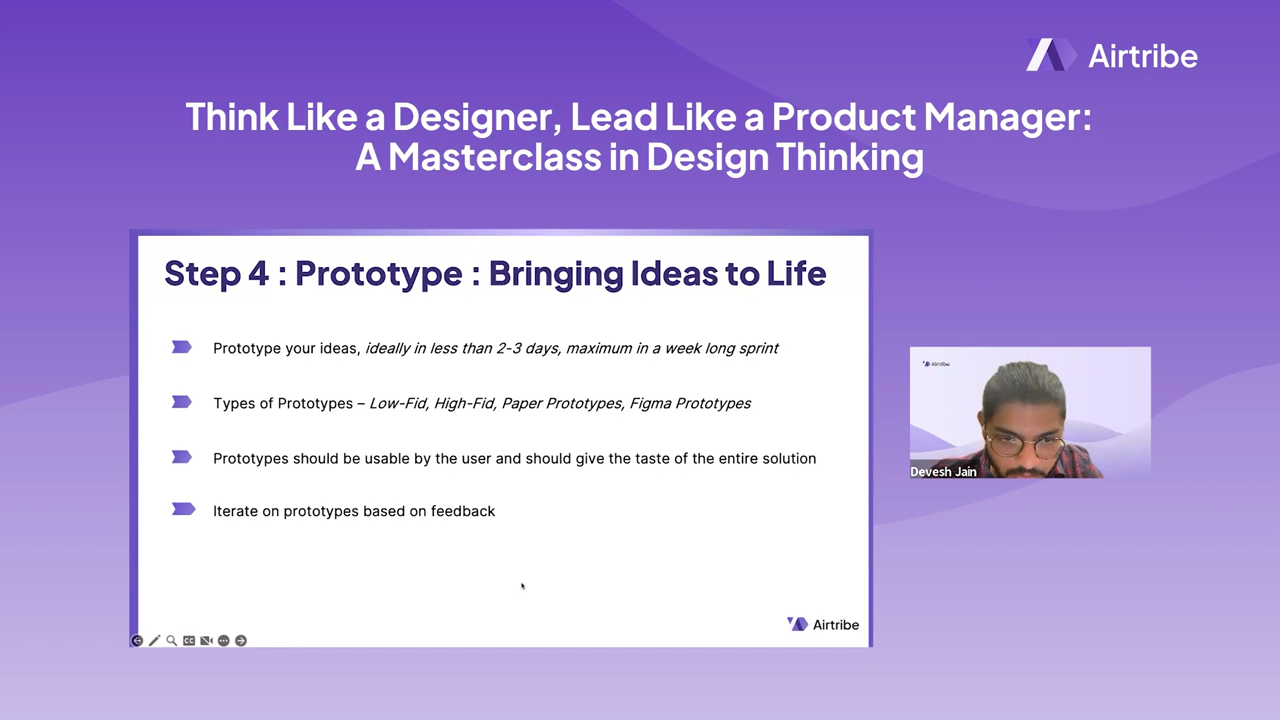 Airtribe
Think Like a Designer, Lead Like a Product Manager:
A Masterclass in Design Thinking
Step 4 : Prototype : Bringing Ideas to Life
Prototype your ideas, ideally in less than 2-3 days, maximum in a week long sprint
Types of Prototypes – Low-Fid, High-Fid, Paper Prototypes, Figma Prototypes
Prototypes should be usable by the user and should give the taste of the entire solution
Iterate on prototypes based on feedback
Airtribe
CC
Airtribe
Devesh Jain